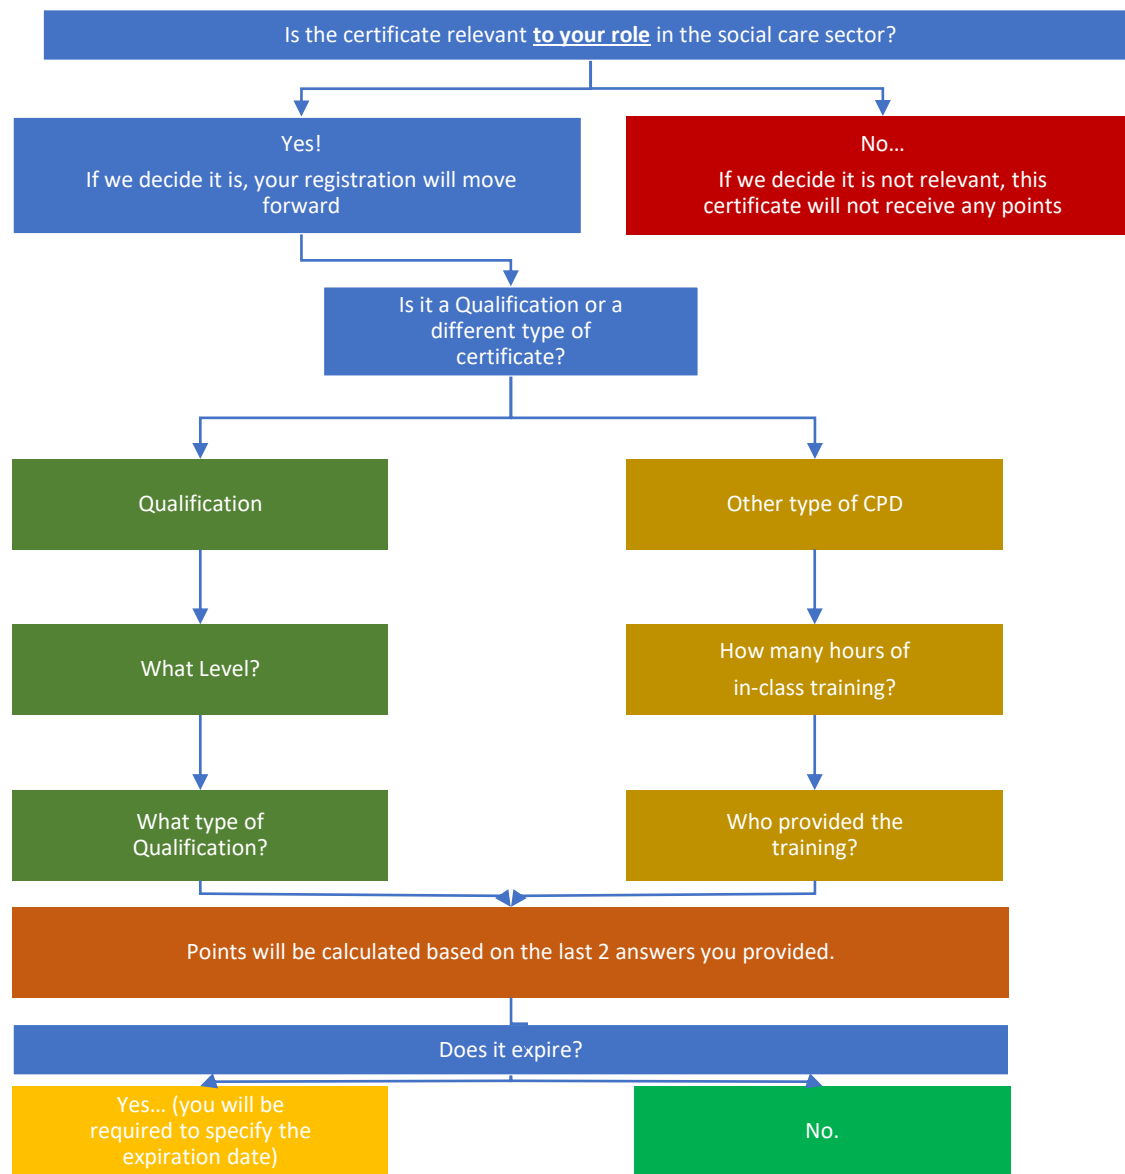 Is the certificate relevant to your role in the social care sector?
Yes!
If we decide it is, your registration will move
forward
No...
If we decide it is not relevant, this
certificate will not receive any points
Is it a Qualification or a
different type of
certificate?
Qualification
Other type of CPD
What Level?
How many hours of
in-class training?
What type of
Qualification?
Who provided the
training?
Points will be calculated based on the last 2 answers you provided.
Does it expire?
Yes... (you will be
required to specify the
expiration date)
No.